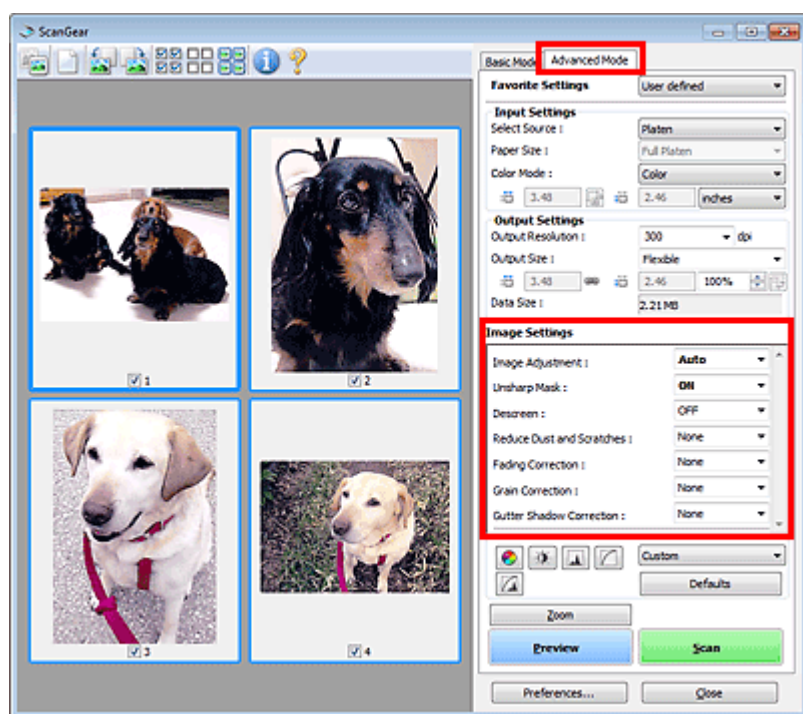 ScanGear
Basic Mode Advanced Mode
Favorite Settings User defined
Input Settings
Select Source : Platen
Paper Size : Full Platen
Color Mode : Color
3.48 2.46 inches
Output Settings
Output Resolution : 300 dpi
Output Size : Flexible
3.48 2.46 100%
Data Size : 2.21 MB
Image Settings
Image Adjustment : Auto
Unsharp Mask : ON
Descreen : OFF
Reduce Dust and Scratches : None
Fading Correction : None
Grain Correction : None
Gutter Shadow Correction : None
Custom
Defaults
Zoom
Preview Scan
Preferences... Close
1
2
3
4